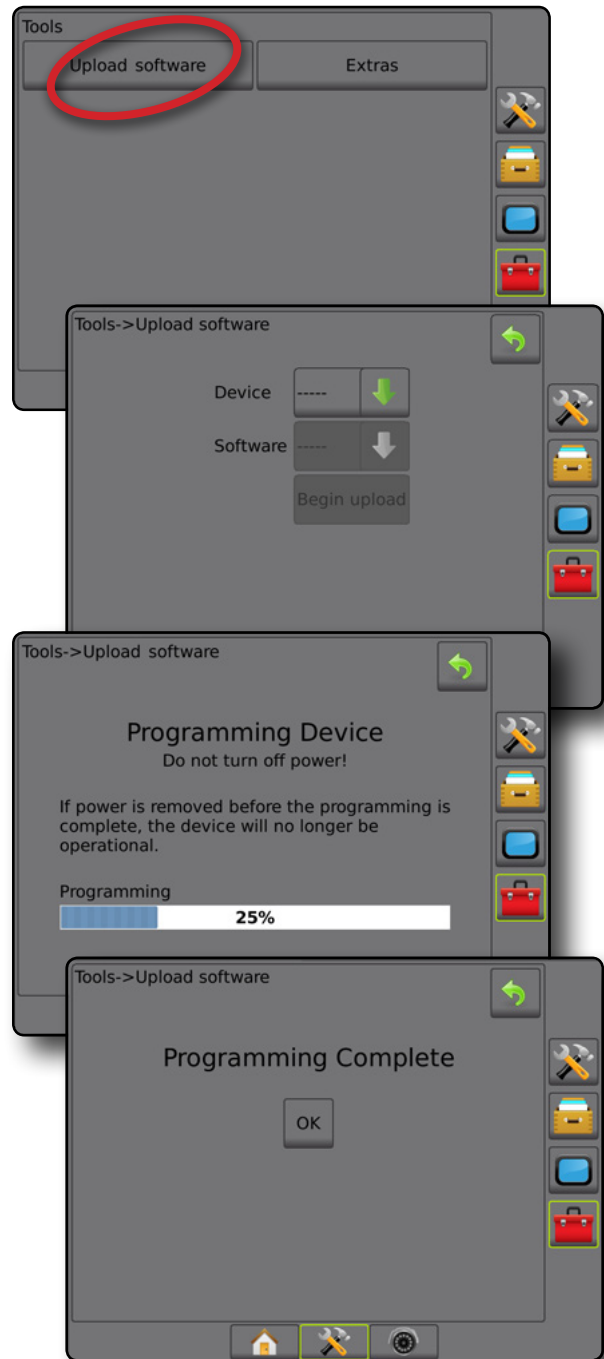 Tools
Upload software Extras
Tools->Upload software
Device -----
Software -----
Begin upload
Tools->Upload software
Programming Device
Do not turn off power!
If power is removed before the programming is
complete, the device will no longer be
operational.
Programming
25%
Tools->Upload software
Programming Complete
OK